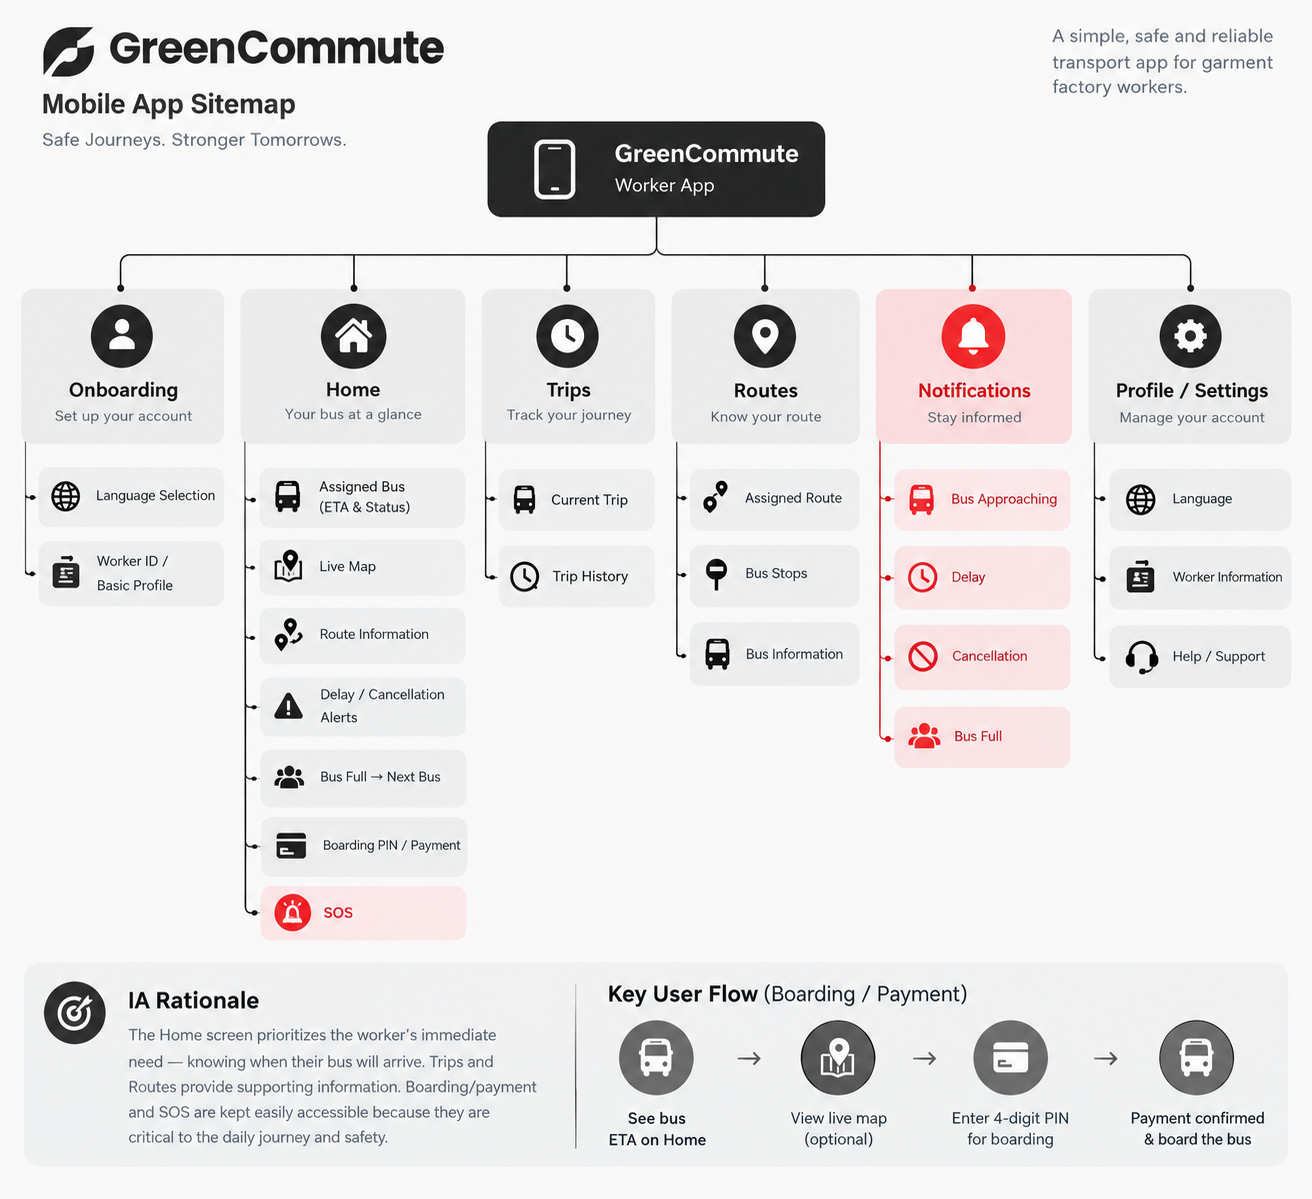 GreenCommute
Mobile App Sitemap
Safe Journeys. Stronger Tomorrows.
A simple, safe and reliable
transport app for garment
factory workers.
GreenCommute
Worker App
Onboarding
Set up your account
Language Selection
Worker ID /
Basic Profile
Home
Your bus at a glance
Assigned Bus
(ETA & Status)
Live Map
Route Information
Delay / Cancellation
Alerts
Bus Full → Next Bus
Boarding PIN / Payment
SOS
Trips
Track your journey
Current Trip
Trip History
Routes
Know your route
Assigned Route
Bus Stops
Bus Information
Notifications
Stay informed
Bus Approaching
Delay
Cancellation
Bus Full
Profile / Settings
Manage your account
Language
Worker Information
Help / Support
IA Rationale
The Home screen prioritizes the worker's immediate
need — knowing when their bus will arrive. Trips and
Routes provide supporting information. Boarding/payment
and SOS are kept easily accessible because they are
critical to the daily journey and safety.
Key User Flow (Boarding / Payment)
See bus
ETA on Home
→
View live map
(optional)
→
Enter 4-digit PIN
for boarding
→
Payment confirmed
& board the bus